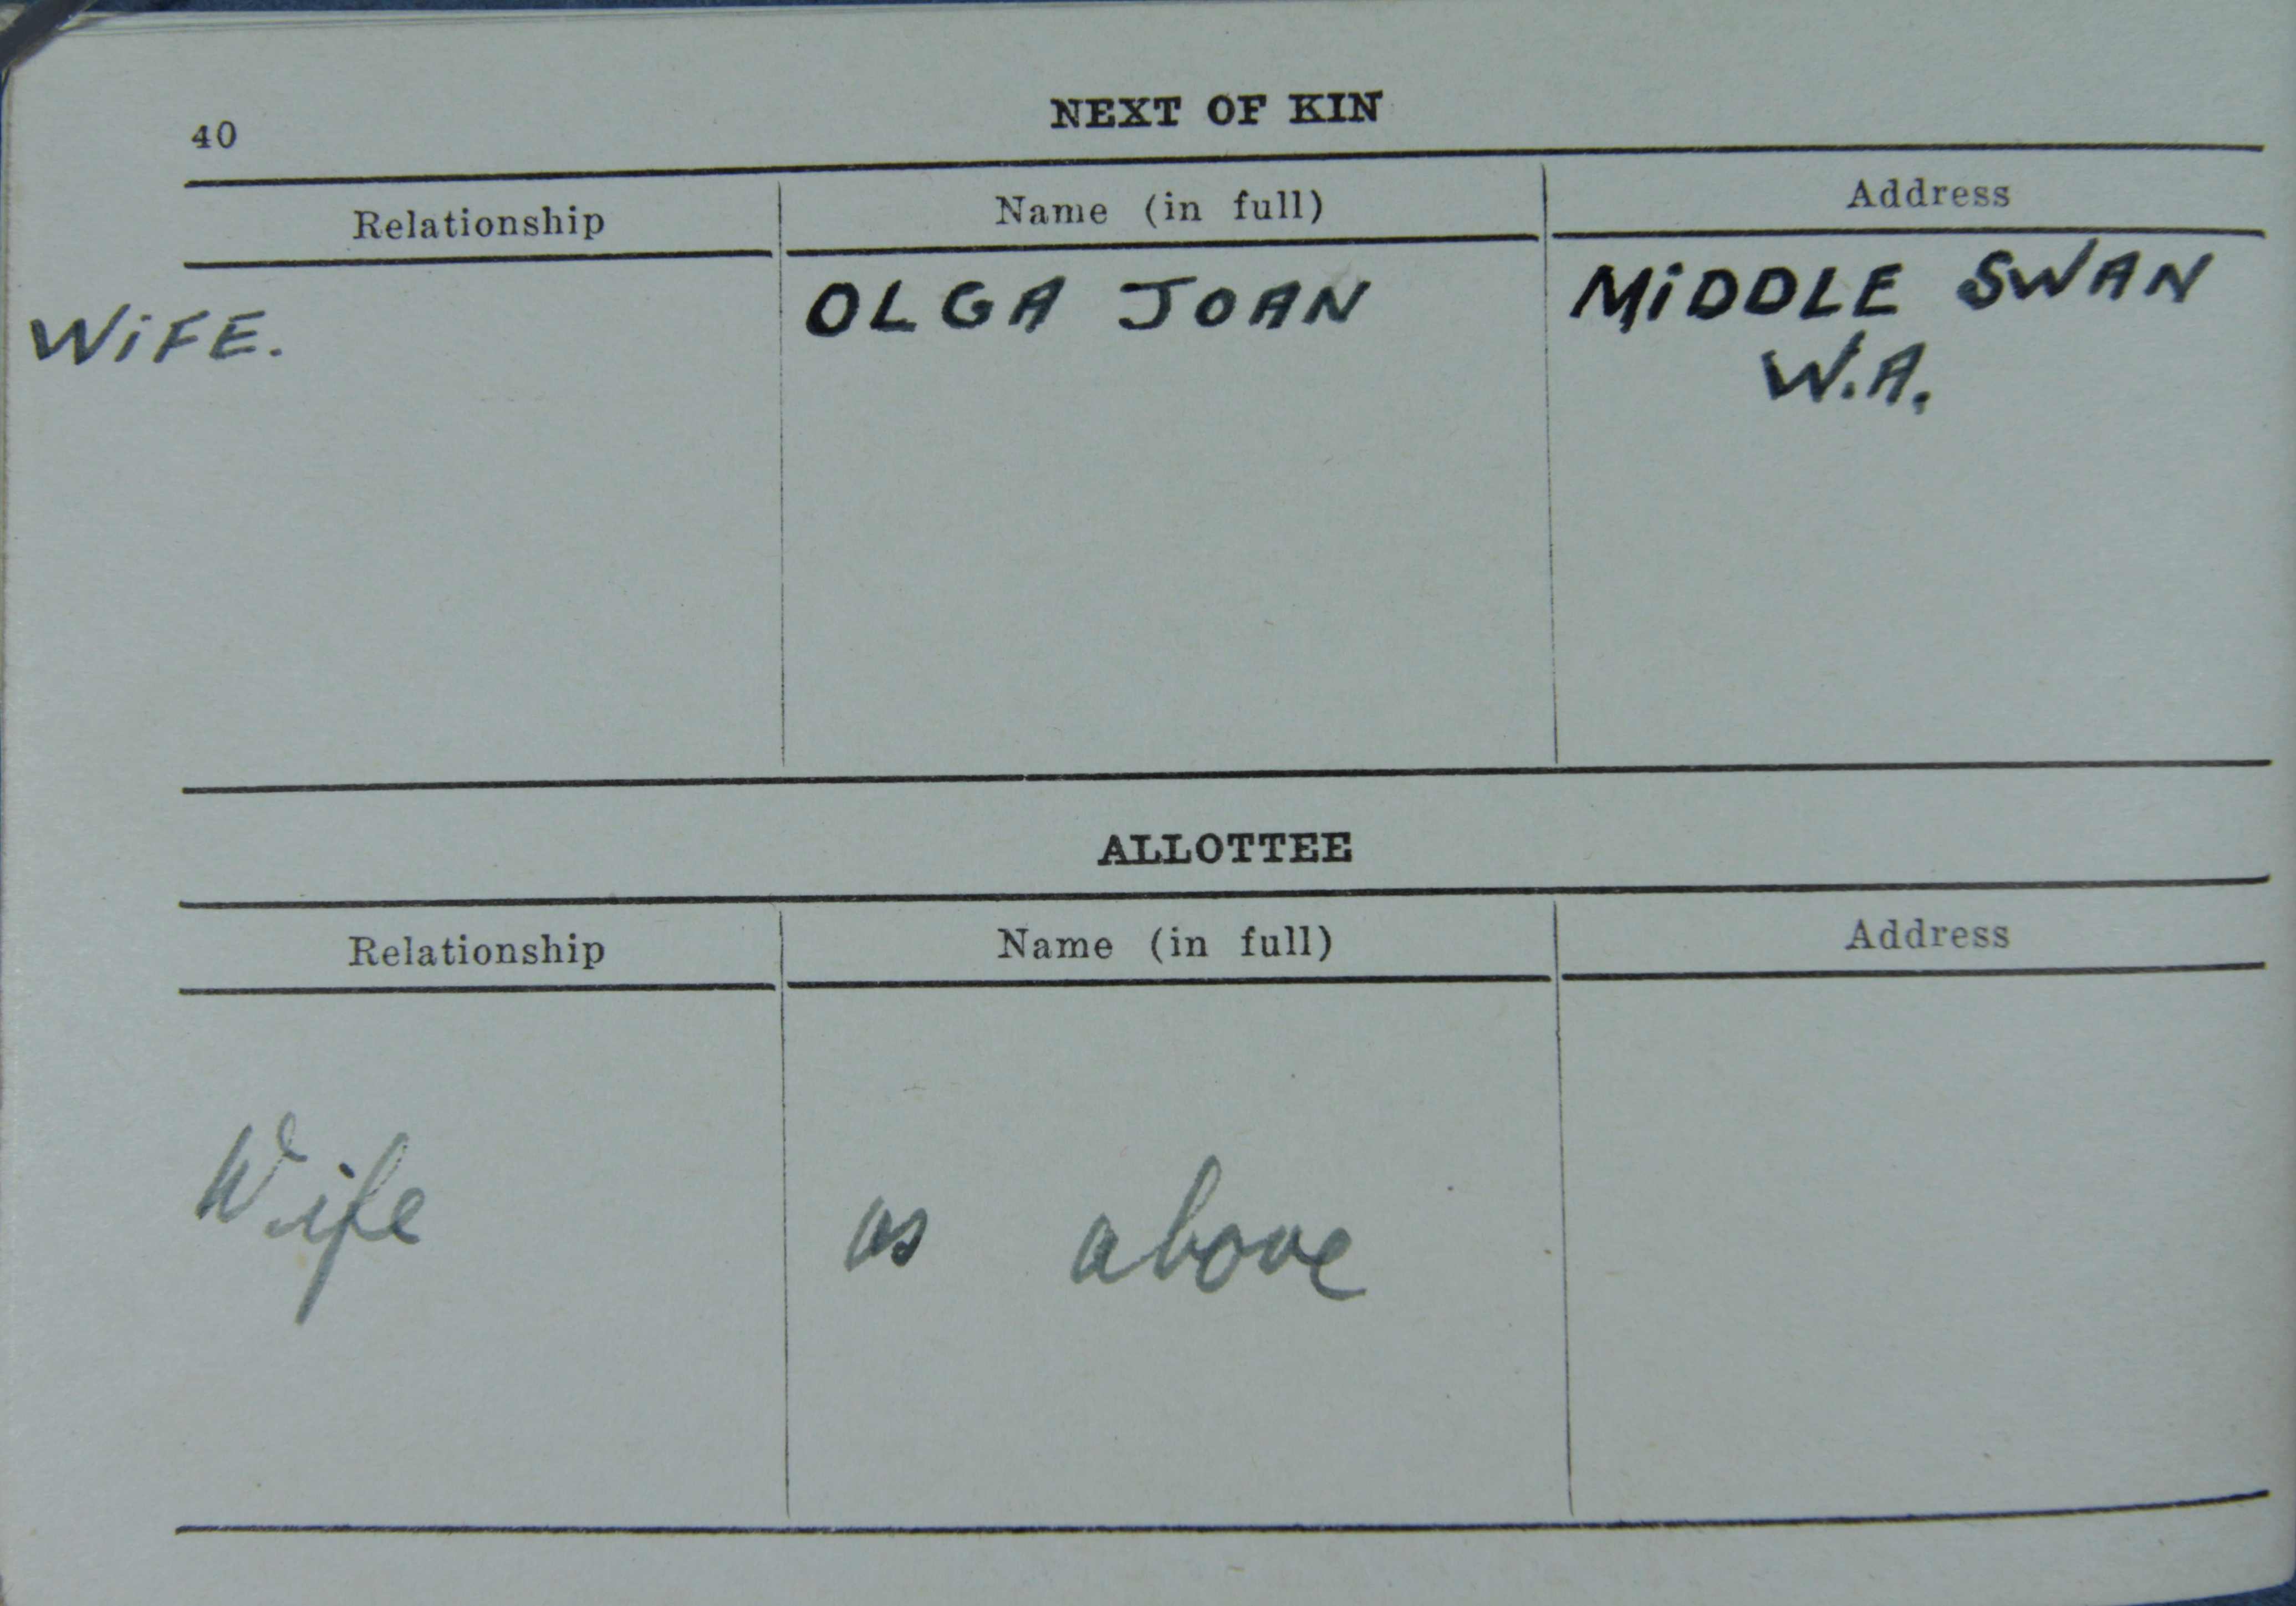 40
NEXT OF KIN
Relationship Name (in full) Address
WiFE. OLGA JOAN MiDDLE SWAN
W.A.
ALLOTTEE
Relationship Name (in full) Address
Wife as above